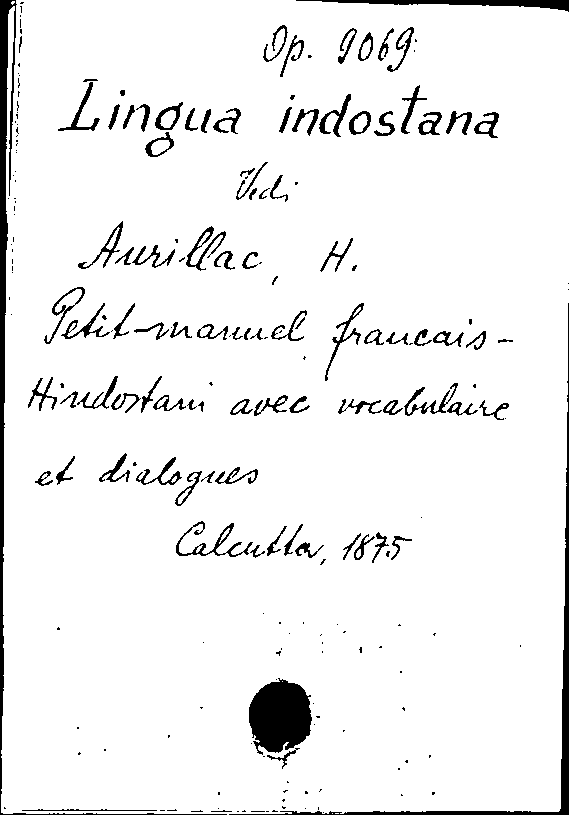 Op. 9069
Lingua indostana
Vedi
Aurillac, H.
Petit-manuel francais-
Hindostani avec vocabulaire
et dialogues
Calcutta, 1875